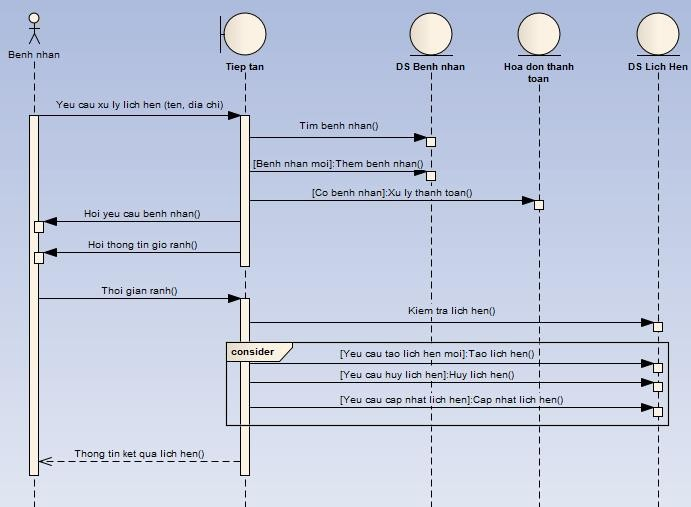 Benh nhan
Tiep tan
DS Benh nhan
Hoa don thanh
toan
DS Lich Hen
Yeu cau xu ly lich hen (ten, dia chi)
Tim benh nhan()
[Benh nhan moi]:Them benh nhan()
[Co benh nhan]:Xu ly thanh toan()
Hoi yeu cau benh nhan()
Hoi thong tin gio ranh()
Thoi gian ranh()
Kiem tra lich hen()
consider
[Yeu cau tao lich hen moi]:Tao lich hen()
[Yeu cau huy lich hen]:Huy lich hen()
[Yeu cau cap nhat lich hen]:Cap nhat lich hen()
Thong tin ket qua lich hen()